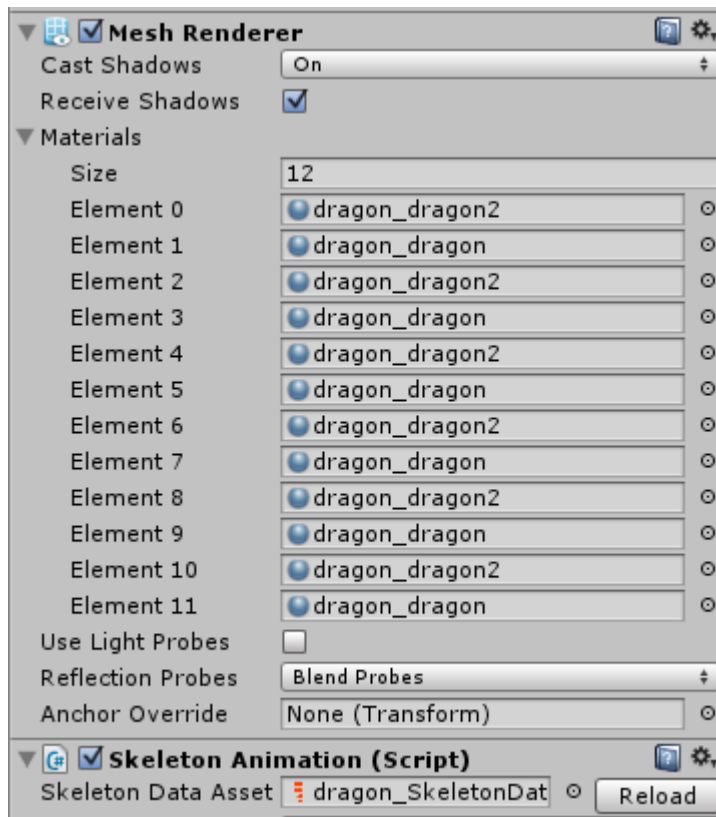 Mesh Renderer
Cast Shadows On
Receive Shadows
Materials
Size 12
Element 0 dragon_dragon2
Element 1 dragon_dragon
Element 2 dragon_dragon2
Element 3 dragon_dragon
Element 4 dragon_dragon2
Element 5 dragon_dragon
Element 6 dragon_dragon2
Element 7 dragon_dragon
Element 8 dragon_dragon2
Element 9 dragon_dragon
Element 10 dragon_dragon2
Element 11 dragon_dragon
Use Light Probes
Reflection Probes Blend Probes
Anchor Override None (Transform)
Skeleton Animation (Script)
Skeleton Data Asset dragon_SkeletonDat Reload